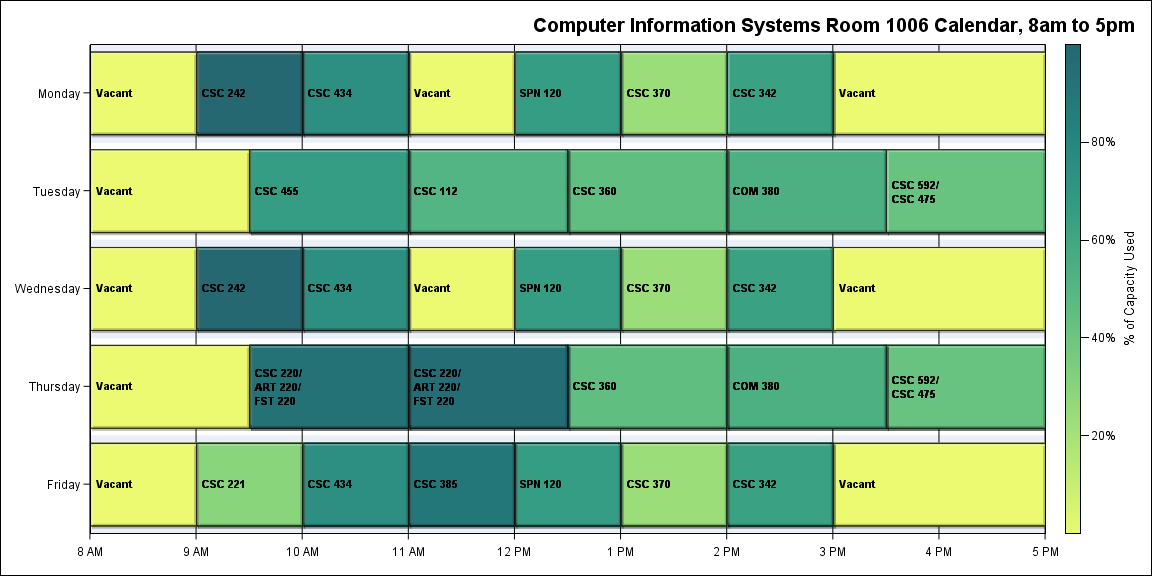 Computer Information Systems Room 1006 Calendar, 8am to 5pm
Monday
Vacant
CSC 242
CSC 434
Vacant
SPN 120
CSC 370
CSC 342
Vacant
Tuesday
Vacant
CSC 455
CSC 112
CSC 360
COM 380
CSC 592/
CSC 475
Wednesday
Vacant
CSC 242
CSC 434
Vacant
SPN 120
CSC 370
CSC 342
Vacant
Thursday
Vacant
CSC 220/
ART 220/
FST 220
CSC 220/
ART 220/
FST 220
CSC 360
COM 380
CSC 592/
CSC 475
Friday
Vacant
CSC 221
CSC 434
CSC 385
SPN 120
CSC 370
CSC 342
Vacant
8 AM
9 AM
10 AM
11 AM
12 PM
1 PM
2 PM
3 PM
4 PM
5 PM
80%
60%
40%
20%
% of Capacity Used